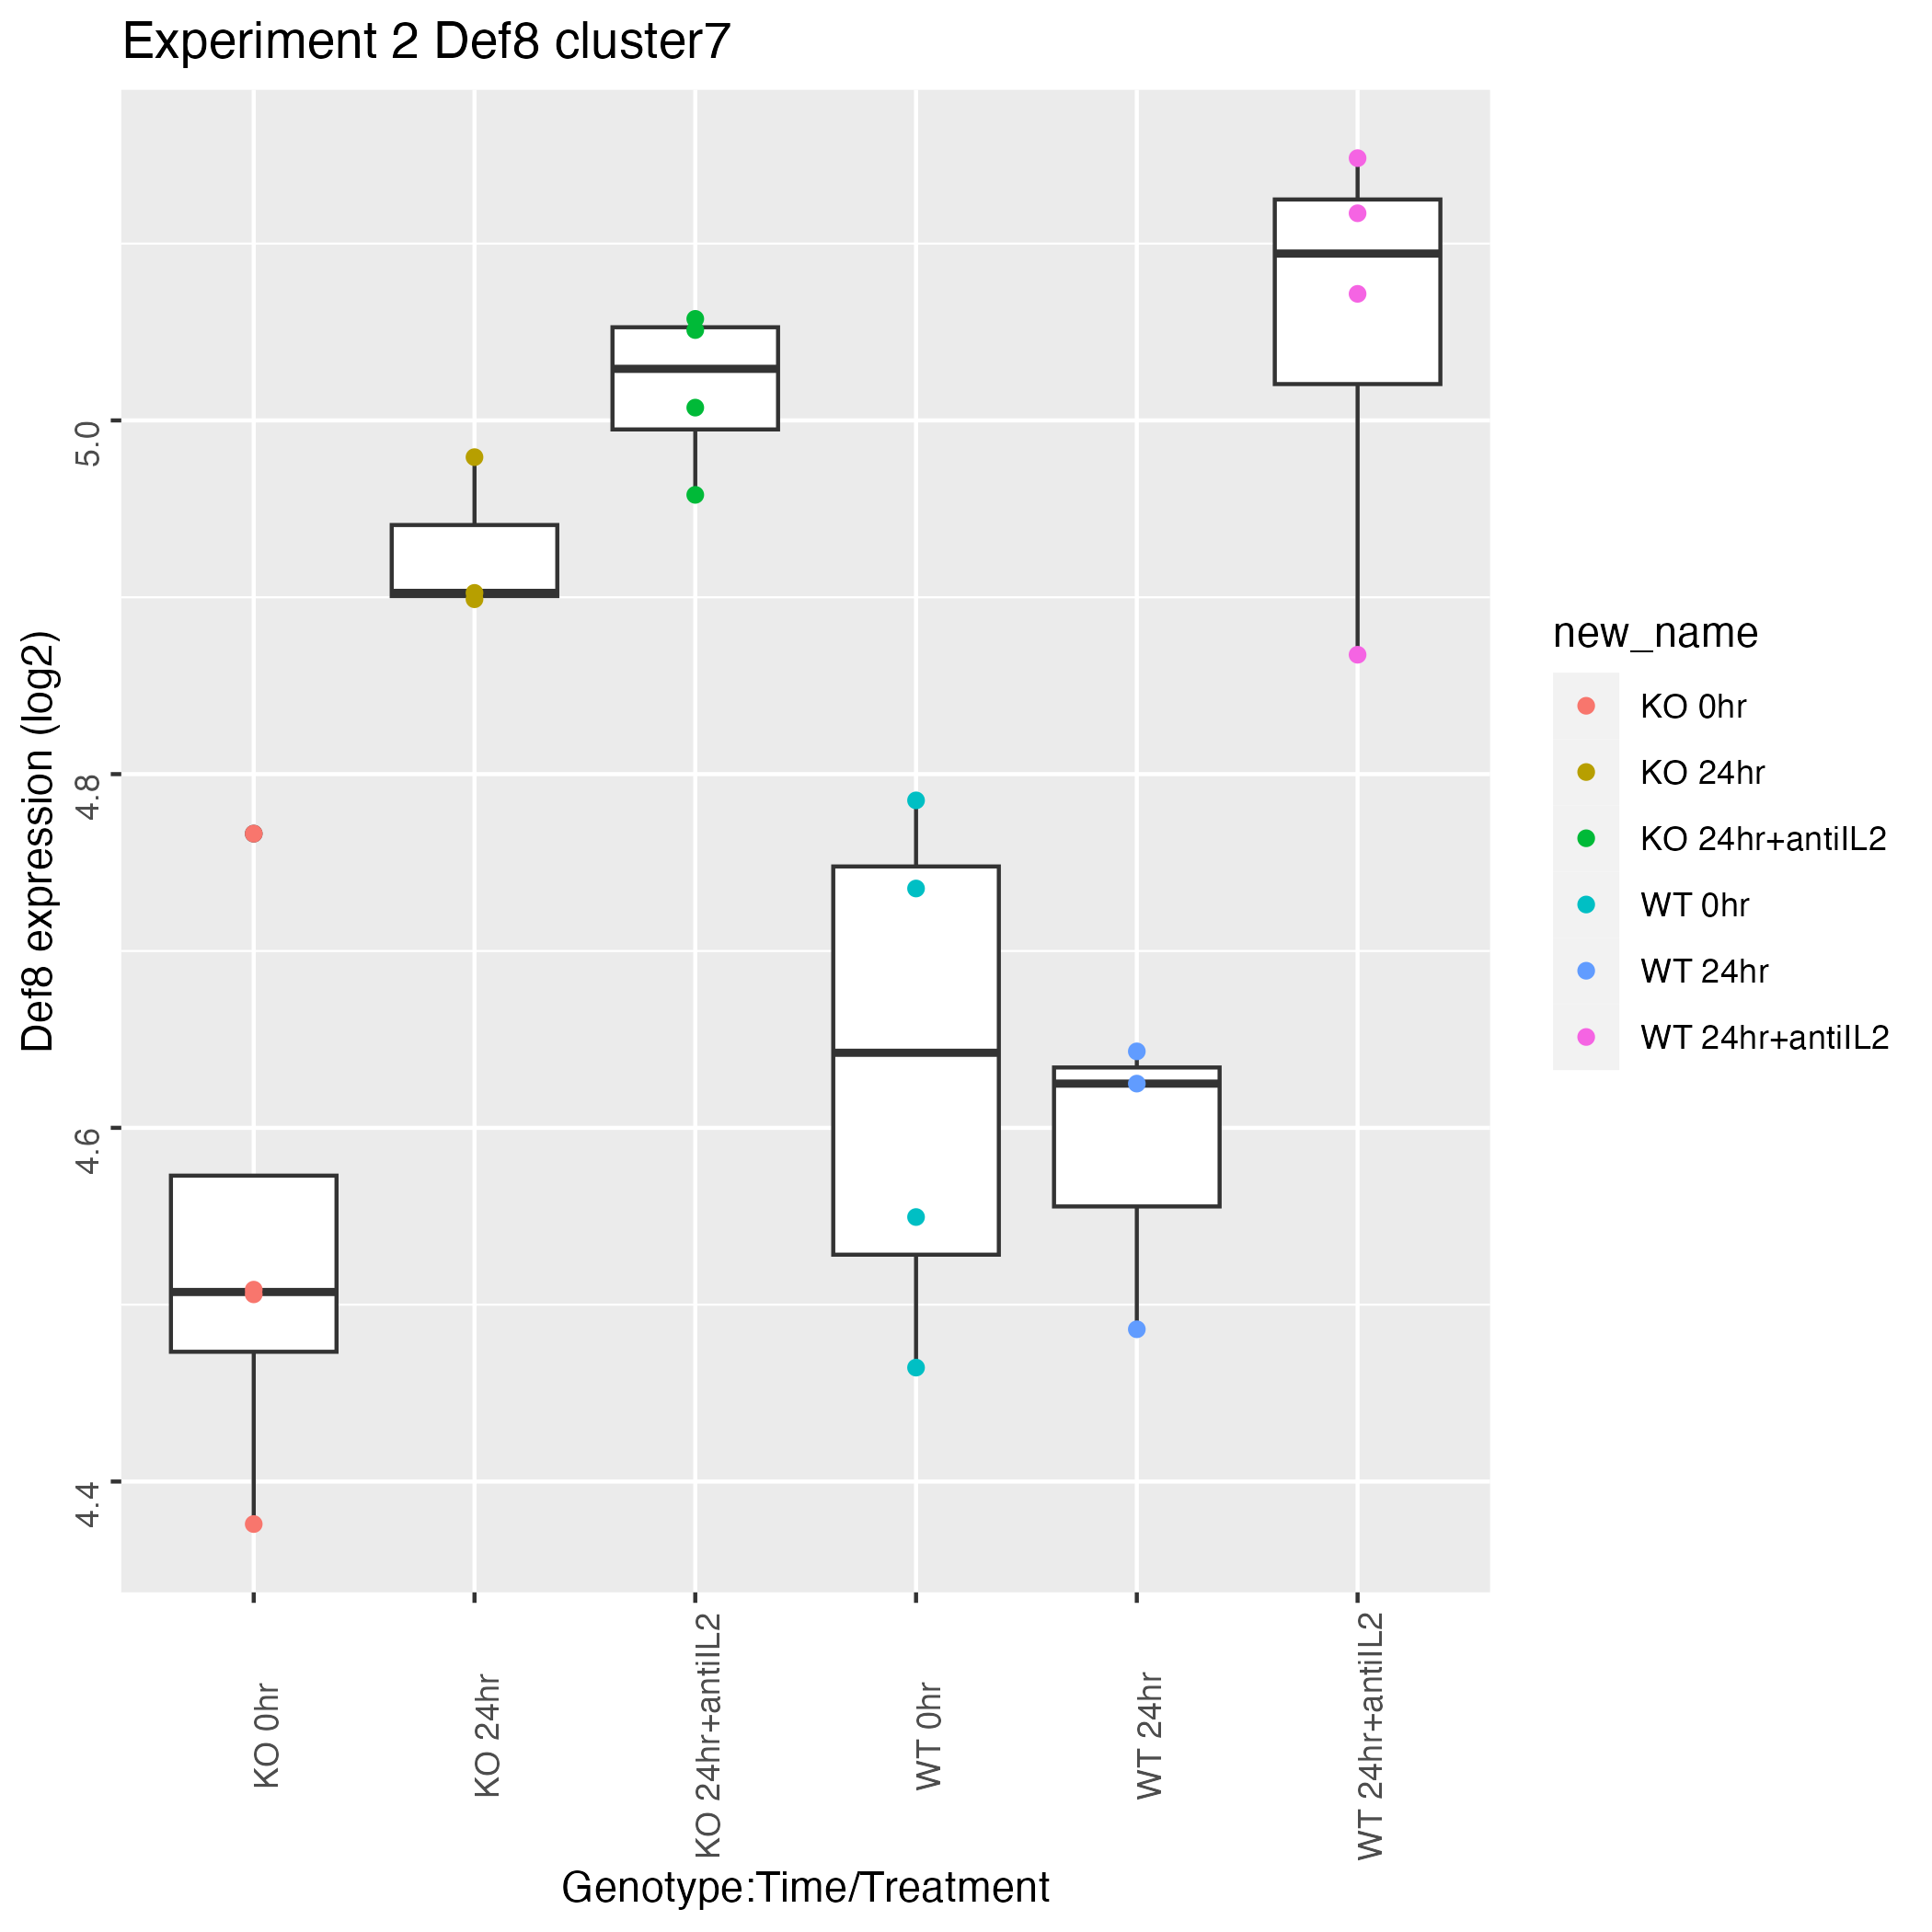 Experiment 2 Def8 cluster7
Def8 expression (log2)
5.0
4.8
4.6
4.4
KO 0hr
KO 24hr
KO 24hr+antiIL2
WT 0hr
WT 24hr
WT 24hr+antiIL2
Genotype:Time/Treatment
new_name
KO 0hr
KO 24hr
KO 24hr+antiIL2
WT 0hr
WT 24hr
WT 24hr+antiIL2